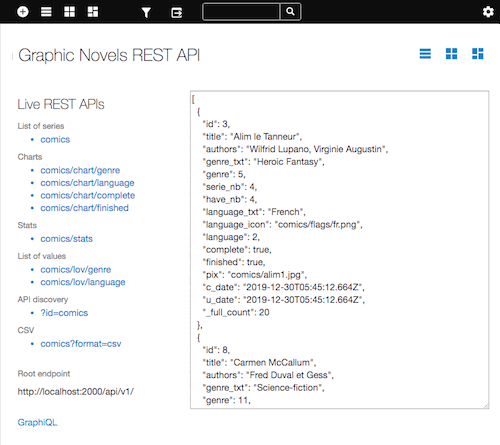 Graphic Novels REST API
Live REST APIs
List of series
comics
Charts
comics/chart/genre
comics/chart/language
comics/chart/complete
comics/chart/finished
Stats
comics/stats
List of values
comics/lov/genre
comics/lov/language
API discovery
?id=comics
CSV
comics?format=csv
Root endpoint
http://localhost:2000/api/v1/
GraphiQL
[
{
"id": 3,
"title": "Alim le Tanneur",
"authors": "Wilfrid Lupano, Virginie Augustin",
"genre_txt": "Heroic Fantasy",
"genre": 5,
"serie_nb": 4,
"have_nb": 4,
"language_txt": "French",
"language_icon": "comics/flags/fr.png",
"language": 2,
"complete": true,
"finished": true,
"pix": "comics/alim1.jpg",
"c_date": "2019-12-30T05:45:12.664Z",
"u_date": "2019-12-30T05:45:12.664Z",
"_full_count": 20
},
{
"id": 8,
"title": "Carmen McCallum",
"authors": "Fred Duval et Gess",
"genre_txt": "Science-fiction",
"genre": 11,